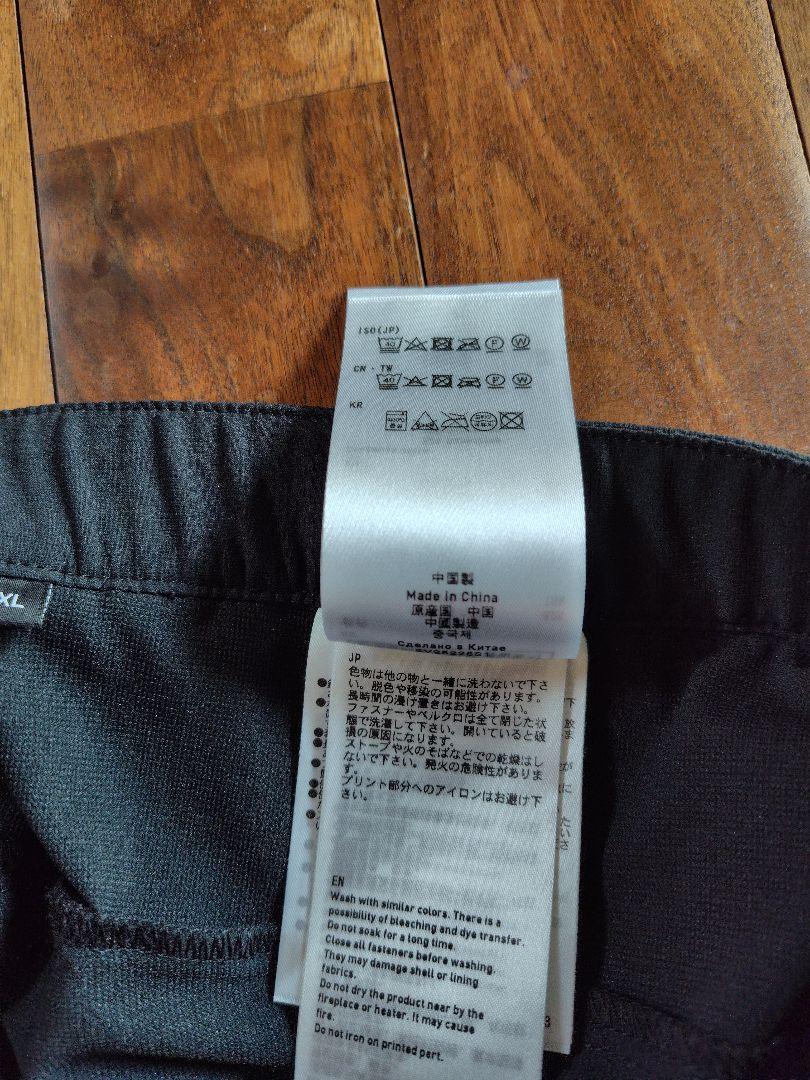 ISO(JP)
40
F
W
CN・TW
40
F
W
KR
中国製
Made in China
原産国 中国
中國製造
중국제
Сделано в Китае
XL
JP
色物は他の物と一緒に洗わないで下さ
い。脱色や移染の可能性があります。
長時間の浸け置きはお避け下さい。
ファスナーやベルクロは全て閉じた状
態で洗濯して下さい。開いていると破
損の原因になります。
ストーブや火のそばなどでの乾燥はし
ないで下さい。発火の危険性がありま
す。
プリント部分へのアイロンはお避け下
さい。
EN
Wash with similar colors. There is a
possibility of bleaching and dye transfer.
Do not soak for a long time.
Close all fasteners before washing.
They may damage shell or lining
fabrics.
Do not dry the product near by the
fireplace or heater. It may cause
fire.
Do not iron on printed part.
3